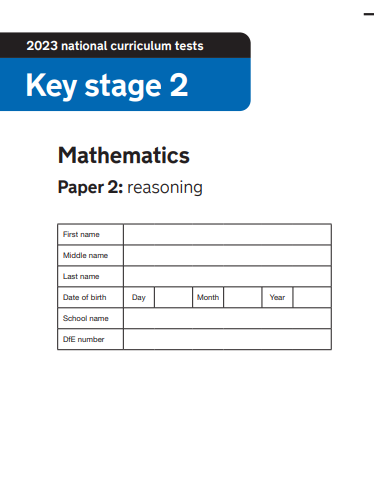 2023 national curriculum tests
Key stage 2
Mathematics
Paper 2: reasoning
First name
Middle name
Last name
Date of birth Day Month Year
School name
DfE number